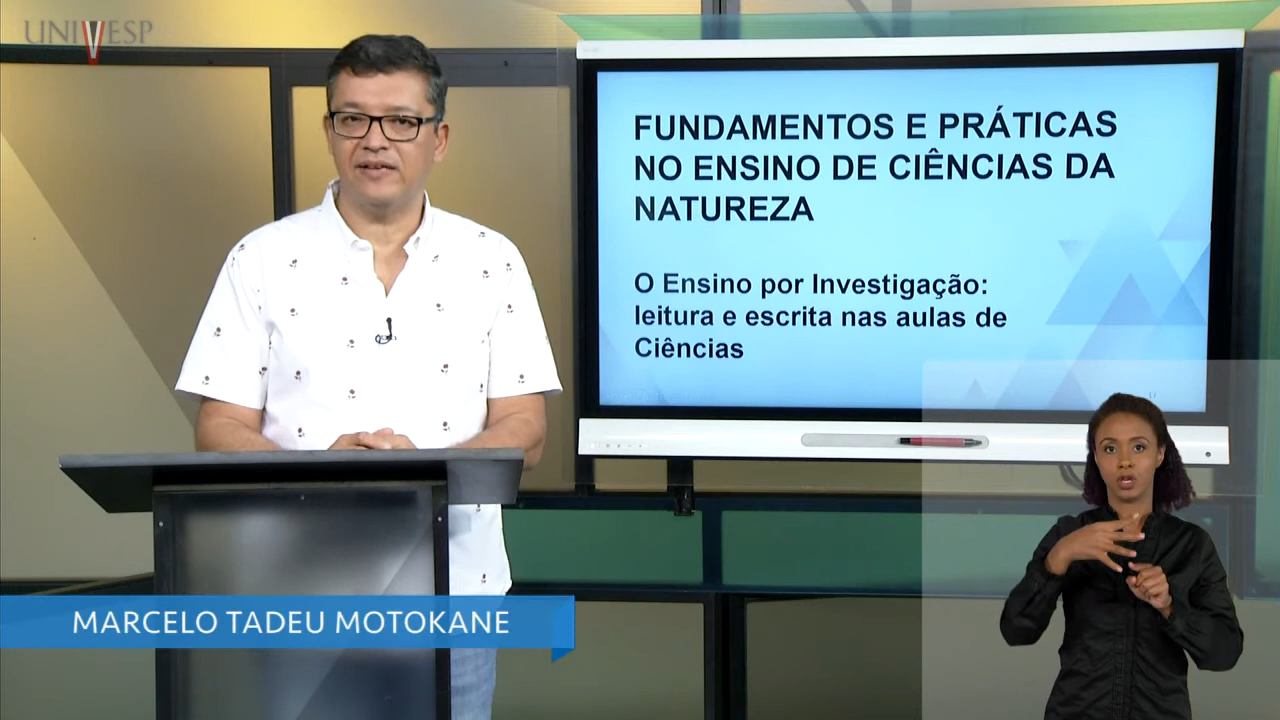 UNIVESP
FUNDAMENTOS E PRÁTICAS
NO ENSINO DE CIÊNCIAS DA
NATUREZA
O Ensino por Investigação:
leitura e escrita nas aulas de
Ciências
MARCELO TADEU MOTOKANE